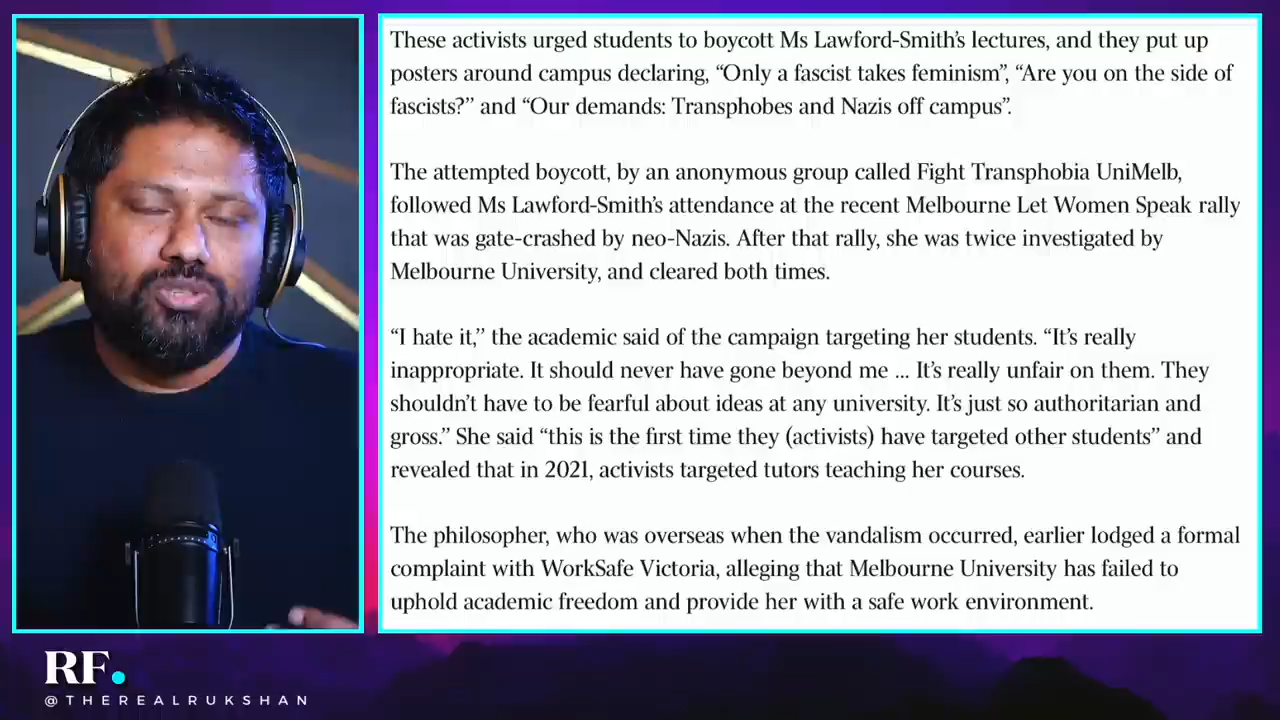 These activists urged students to boycott Ms Lawford-Smith’s lectures, and they put up
posters around campus declaring, “Only a fascist takes feminism”, “Are you on the side of
fascists?” and “Our demands: Transphobes and Nazis off campus”.
The attempted boycott, by an anonymous group called Fight Transphobia UniMelb,
followed Ms Lawford-Smith’s attendance at the recent Melbourne Let Women Speak rally
that was gate-crashed by neo-Nazis. After that rally, she was twice investigated by
Melbourne University, and cleared both times.
“I hate it,” the academic said of the campaign targeting her students. “It’s really
inappropriate. It should never have gone beyond me ... It’s really unfair on them. They
shouldn’t have to be fearful about ideas at any university. It’s just so authoritarian and
gross.” She said “this is the first time they (activists) have targeted other students” and
revealed that in 2021, activists targeted tutors teaching her courses.
The philosopher, who was overseas when the vandalism occurred, earlier lodged a formal
complaint with WorkSafe Victoria, alleging that Melbourne University has failed to
uphold academic freedom and provide her with a safe work environment.
RF.
@THEREALRUKSHAN